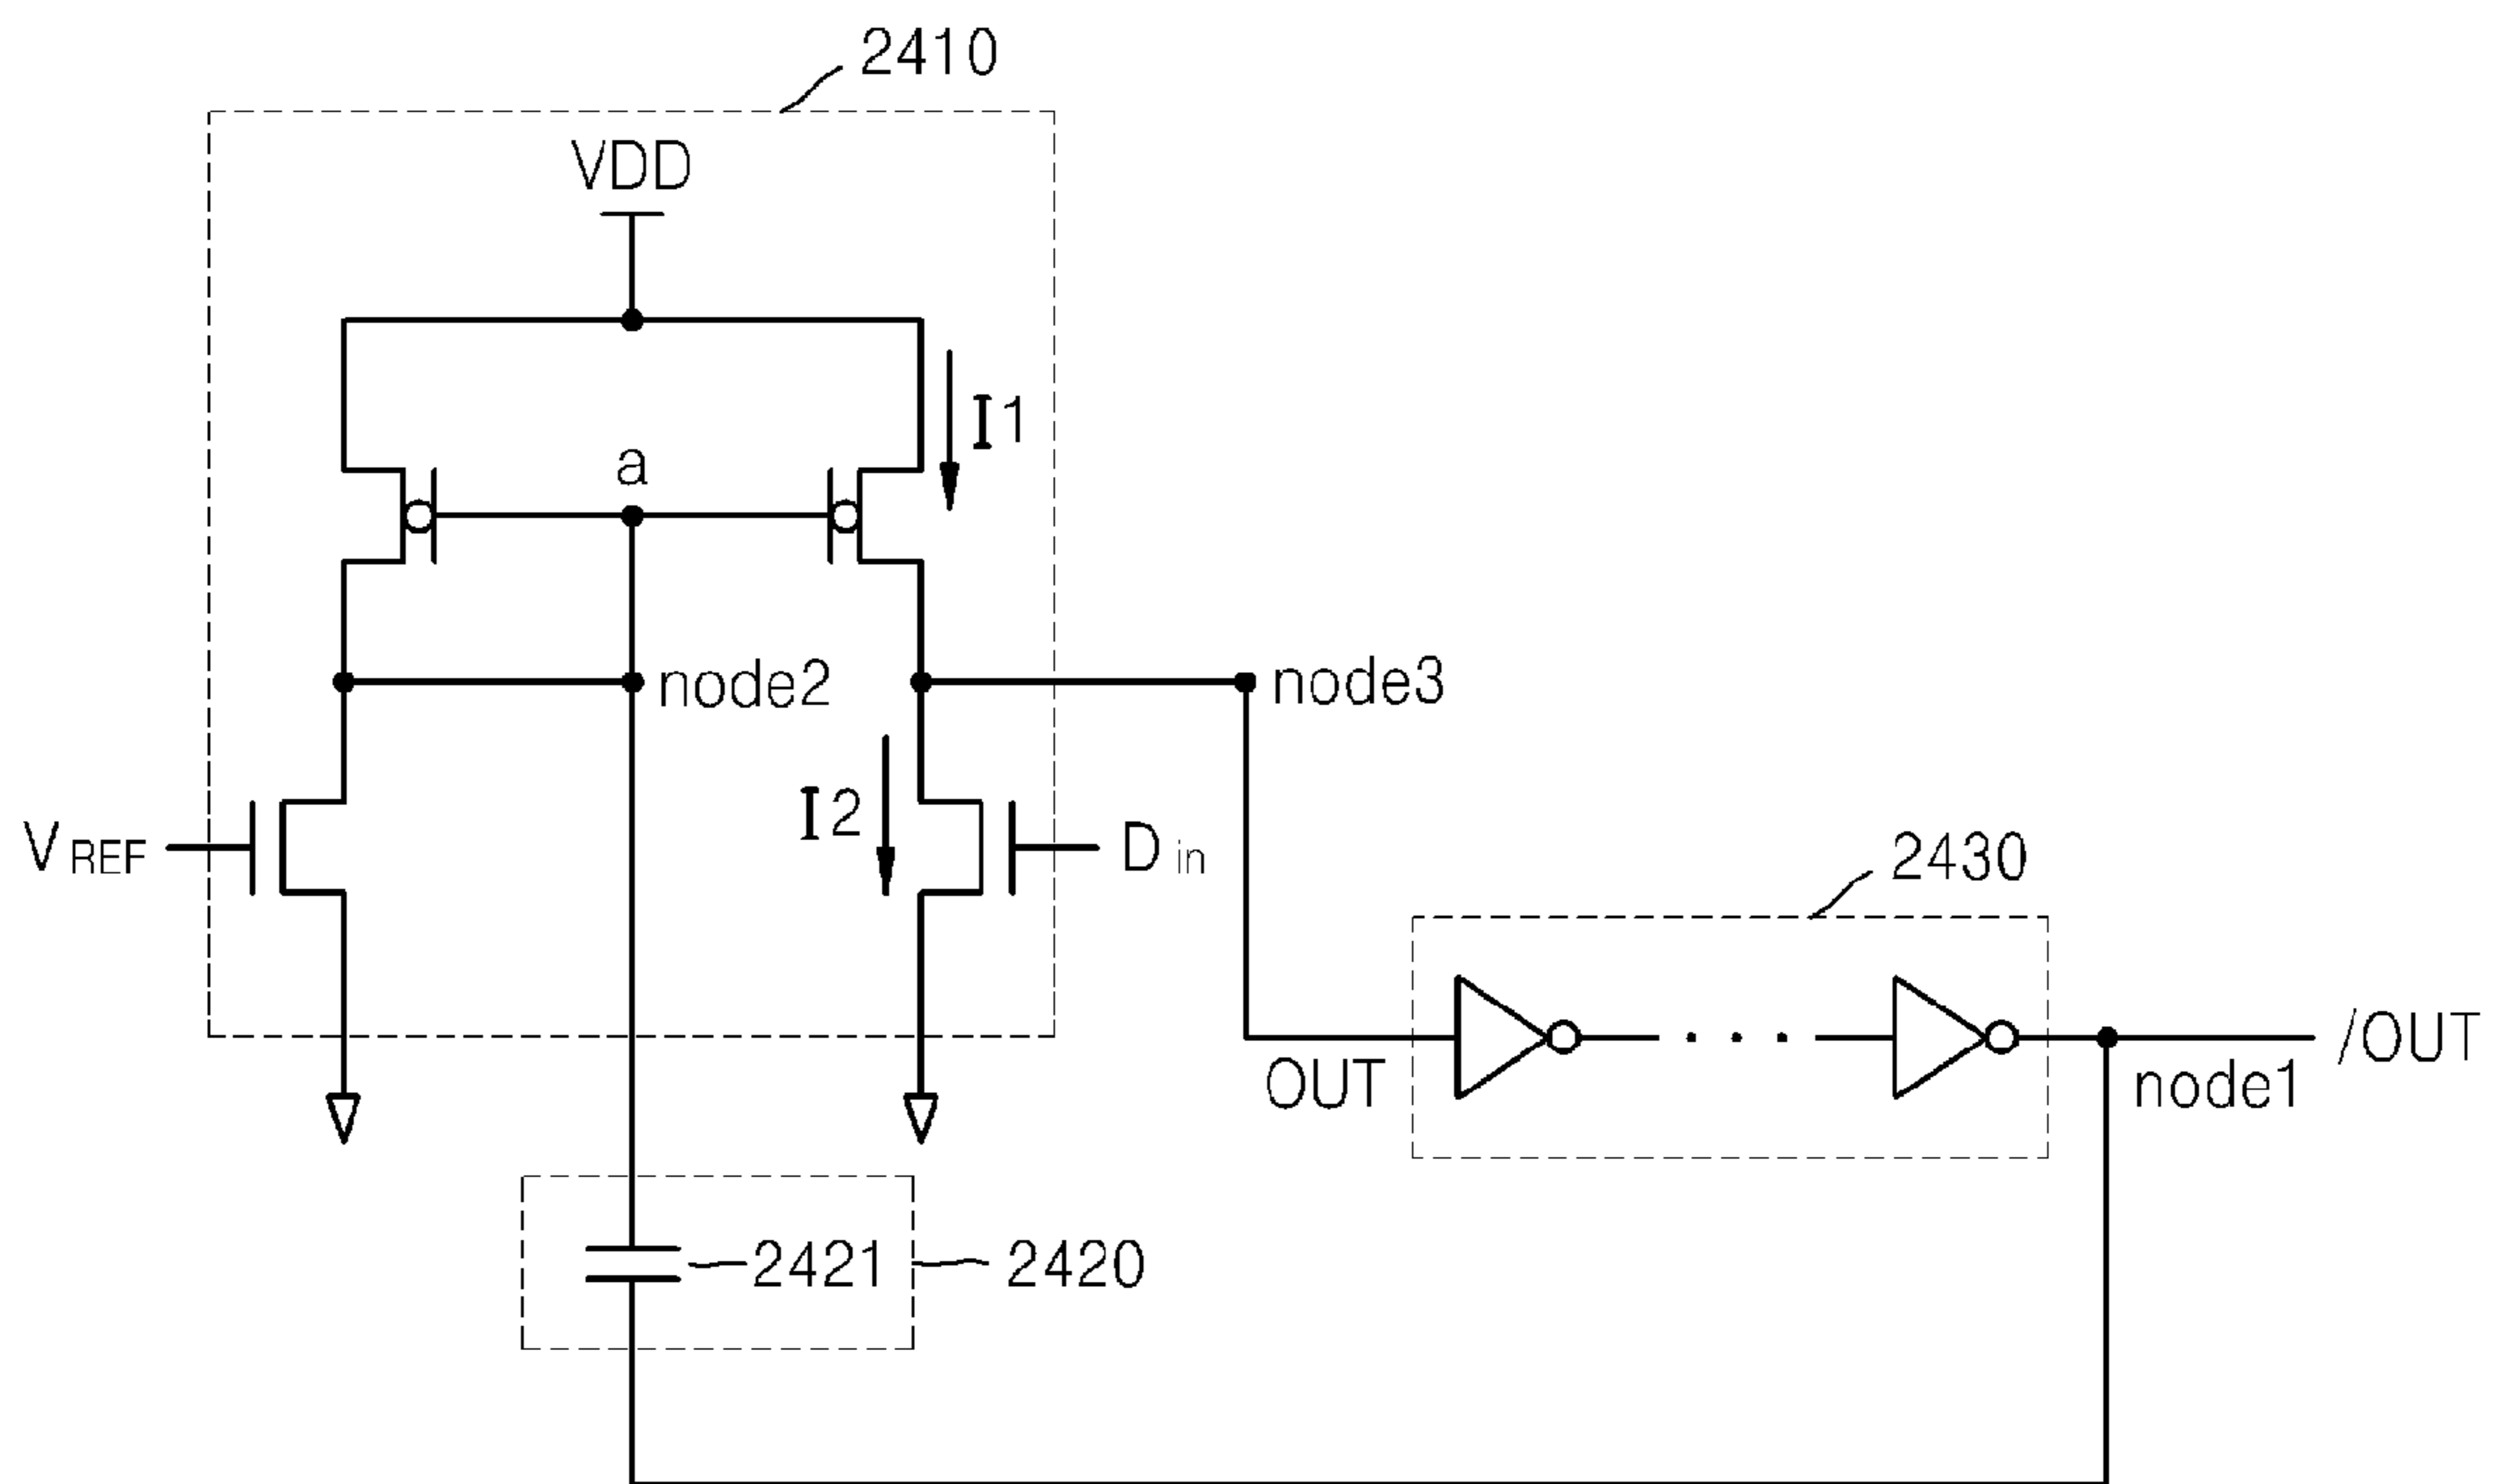 2410
VDD
I1
a
node2
node3
I2
VREF
Din
2430
/OUT
OUT
node1
2421
2420